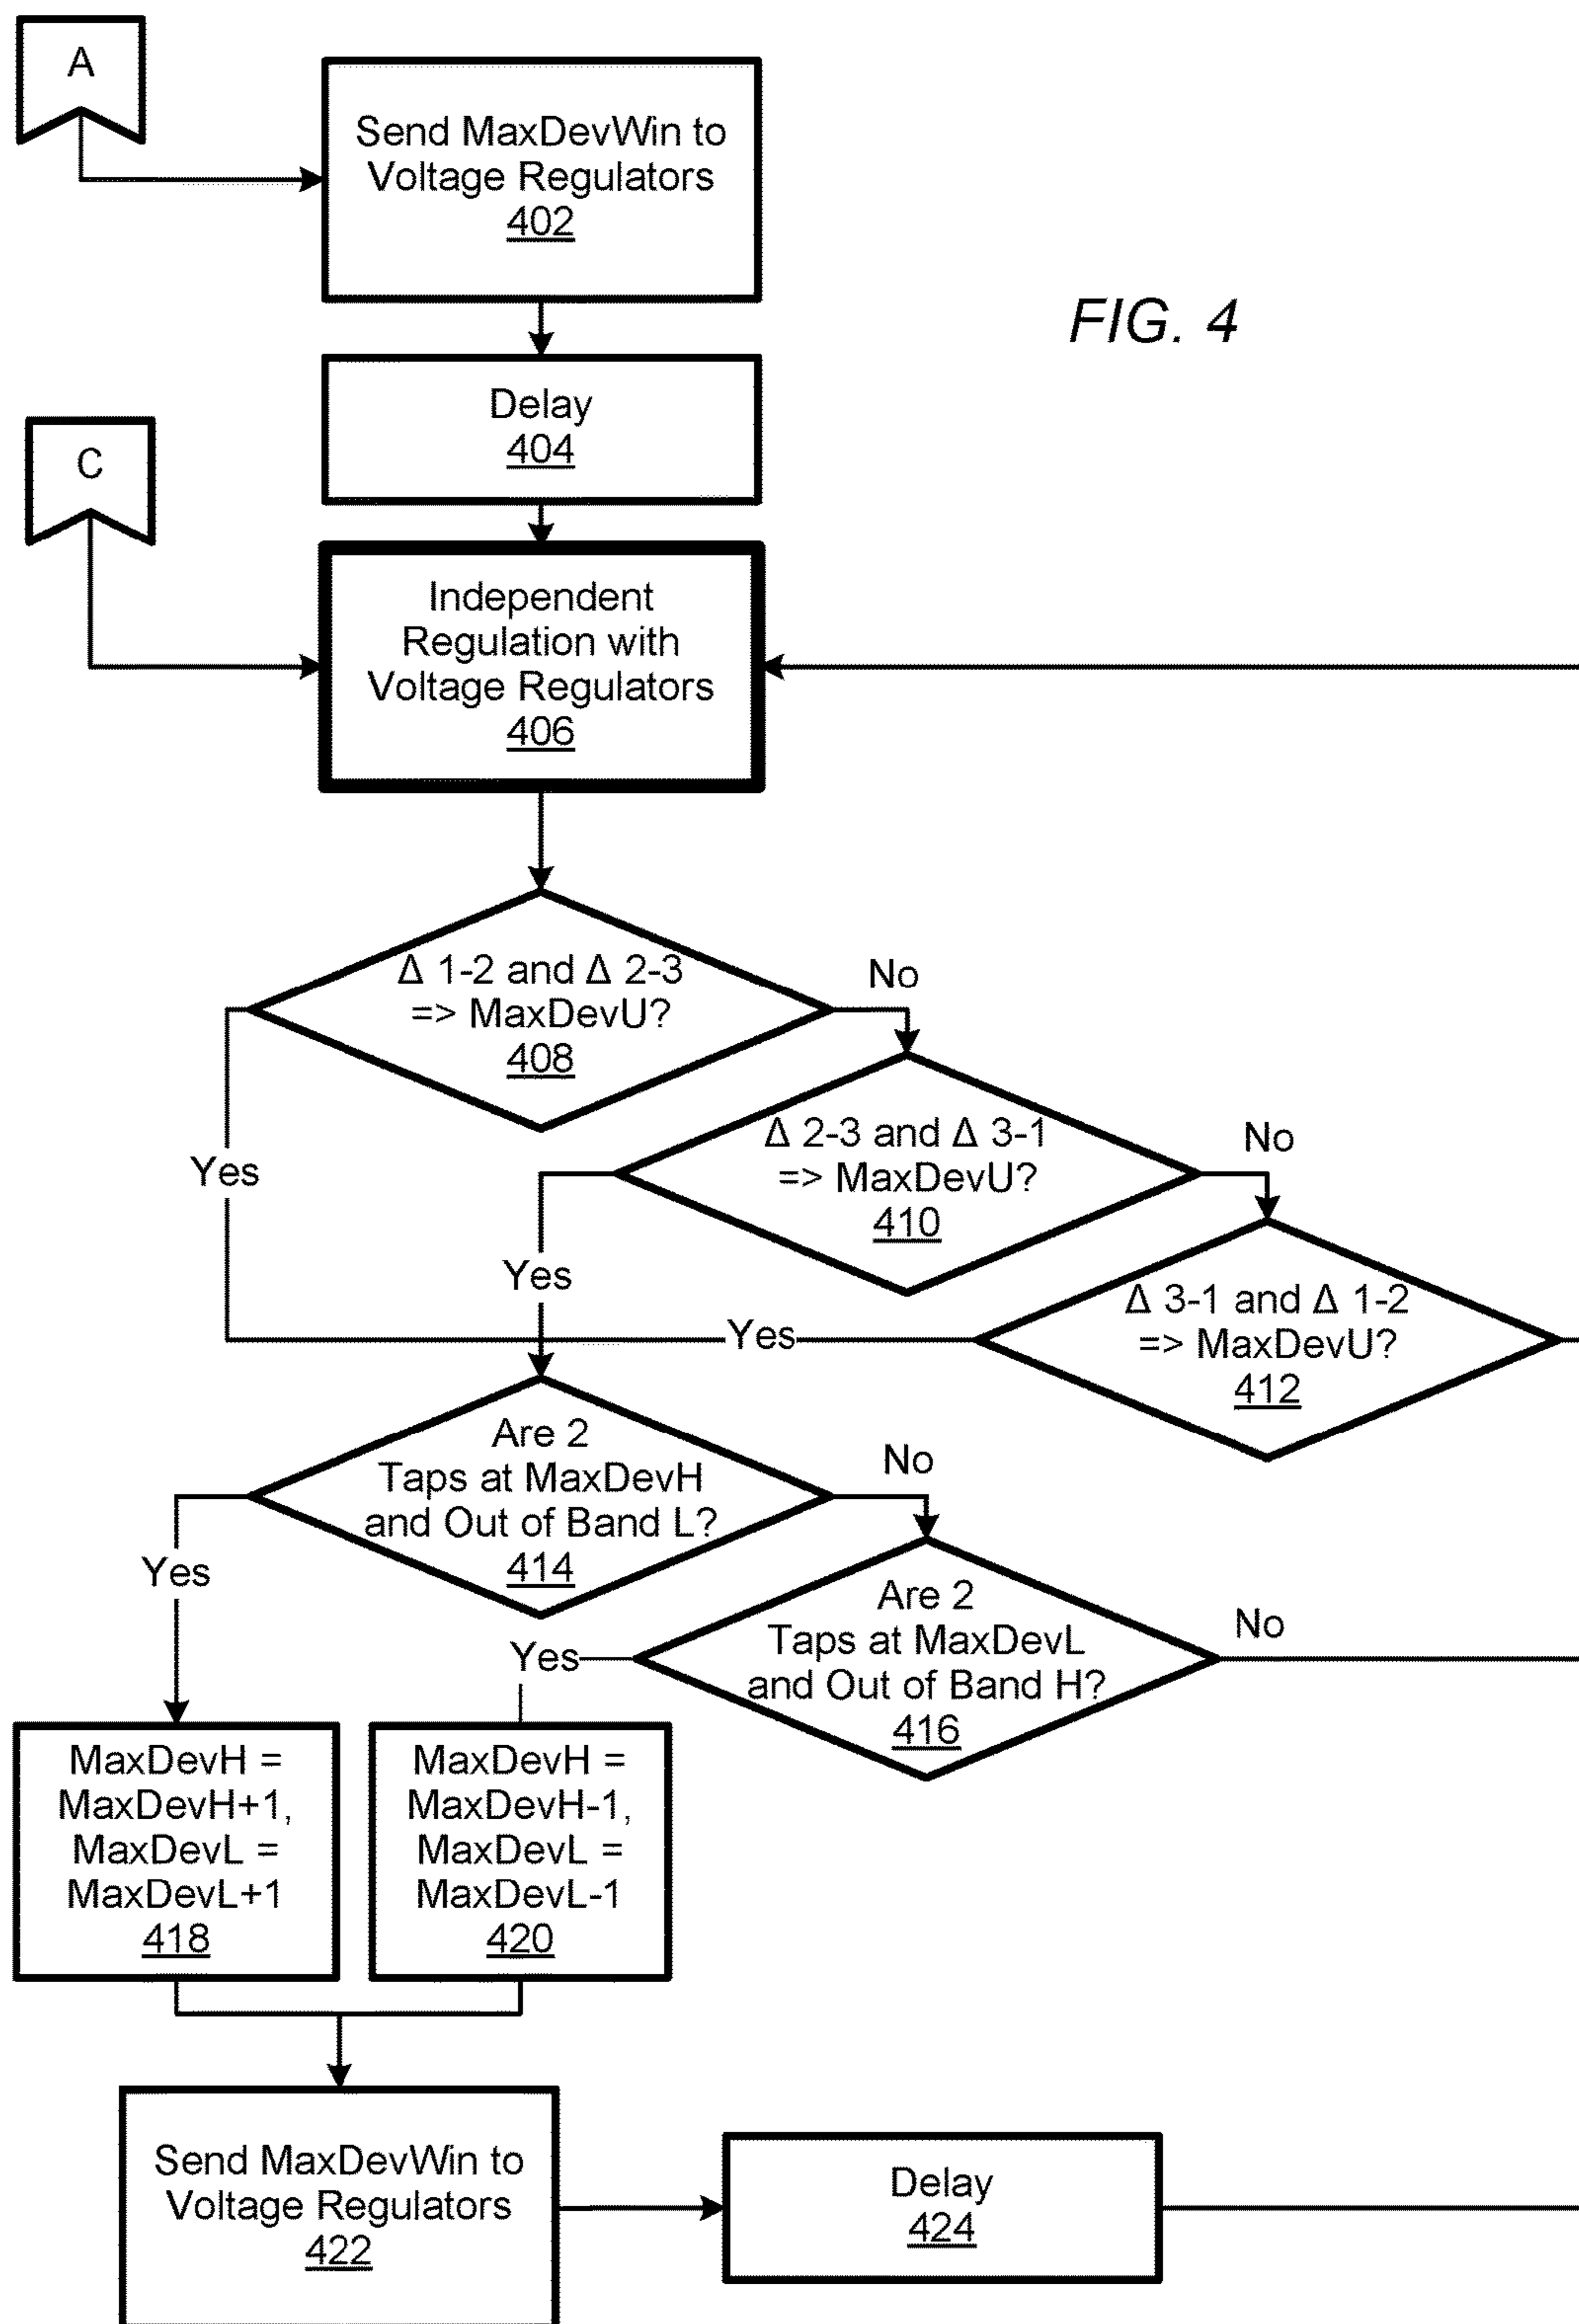 A
Send MaxDevWin to
Voltage Regulators
402
FIG. 4
Delay
404
C
Independent
Regulation with
Voltage Regulators
406
Δ 1-2 and Δ 2-3
=> MaxDevU?
408
No
Yes
Δ 2-3 and Δ 3-1
=> MaxDevU?
410
No
Yes
Δ 3-1 and Δ 1-2
=> MaxDevU?
412
Yes
Are 2
Taps at MaxDevH
and Out of Band L?
414
No
Yes
Are 2
Taps at MaxDevL
and Out of Band H?
416
No
Yes
MaxDevH =
MaxDevH+1,
MaxDevL =
MaxDevL+1
418
MaxDevH =
MaxDevH-1,
MaxDevL =
MaxDevL-1
420
Send MaxDevWin to
Voltage Regulators
422
Delay
424